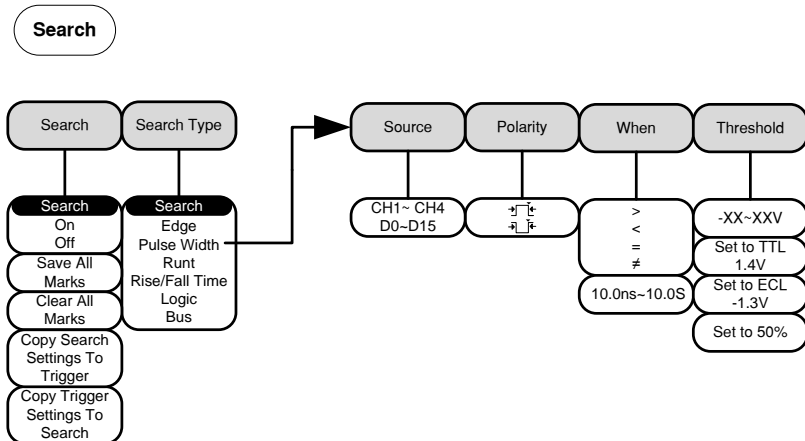 Search
Search
Search
On
Off
Save All
Marks
Clear All
Marks
Copy Search
Settings To
Trigger
Copy Trigger
Settings To
Search
Search Type
Search
Edge
Pulse Width
Runt
Rise/Fall Time
Logic
Bus
Source
CH1~ CH4
D0~D15
Polarity
When
>
<
=
≠
10.0ns~10.0S
Threshold
-XX~XXV
Set to TTL
1.4V
Set to ECL
-1.3V
Set to 50%